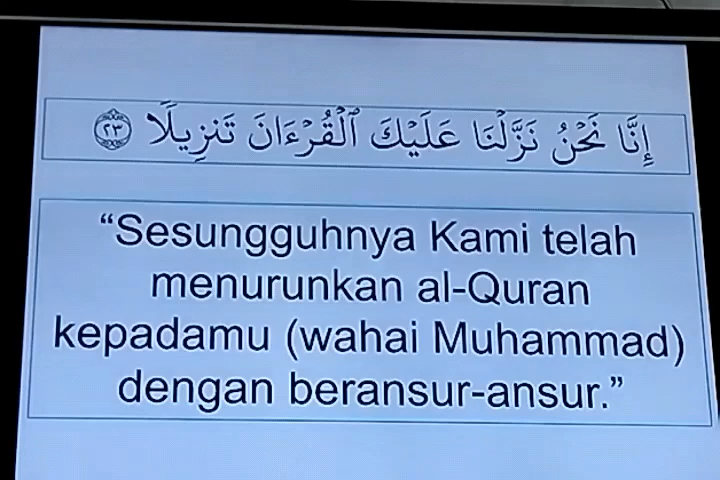 إِنَّا نَحْنُ نَزَّلْنَا عَلَيْكَ ٱلْقُرْءَانَ تَنزِيلًا ٢٣
“Sesungguhnya Kami telah
menurunkan al-Quran
kepadamu (wahai Muhammad)
dengan beransur-ansur.”